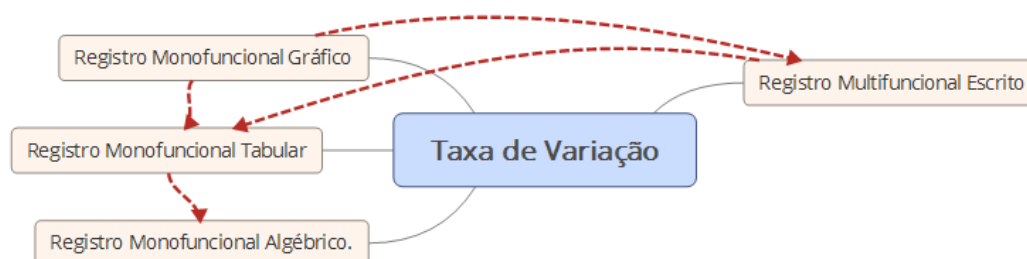 Registro Monofuncional Gráfico
Registro Multifuncional Escrito
Registro Monofuncional Tabular
Taxa de Variação
Registro Monofuncional Algébrico.